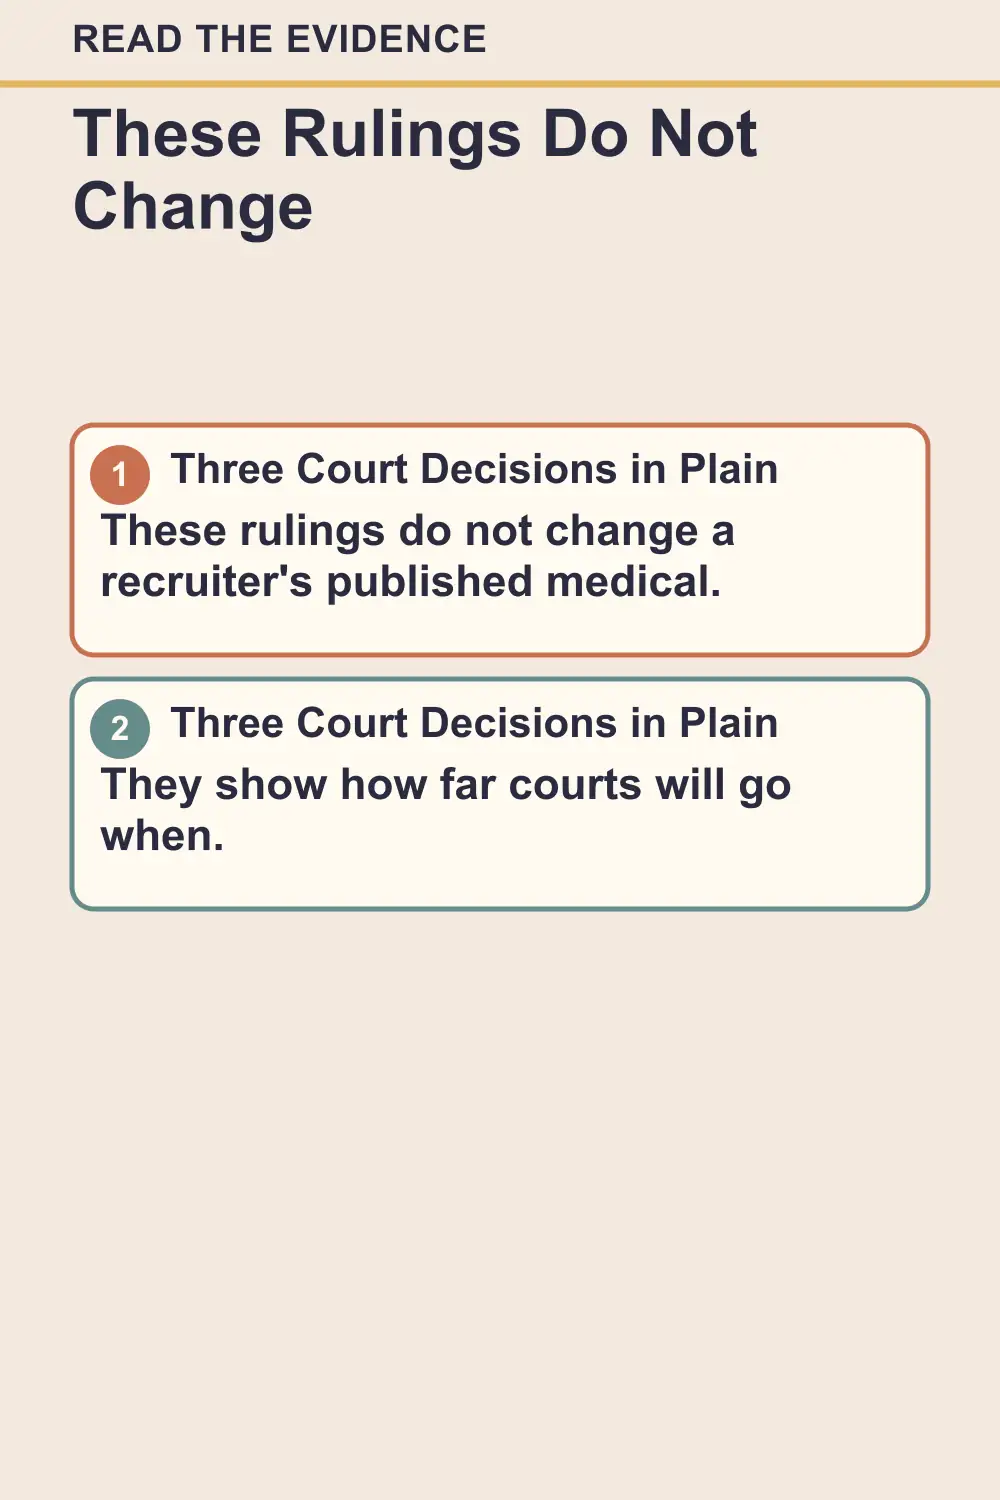 READ THE EVIDENCE
These Rulings Do Not
Change
1 Three Court Decisions in Plain
These rulings do not change a
recruiter's published medical.
2 Three Court Decisions in Plain
They show how far courts will go
when.